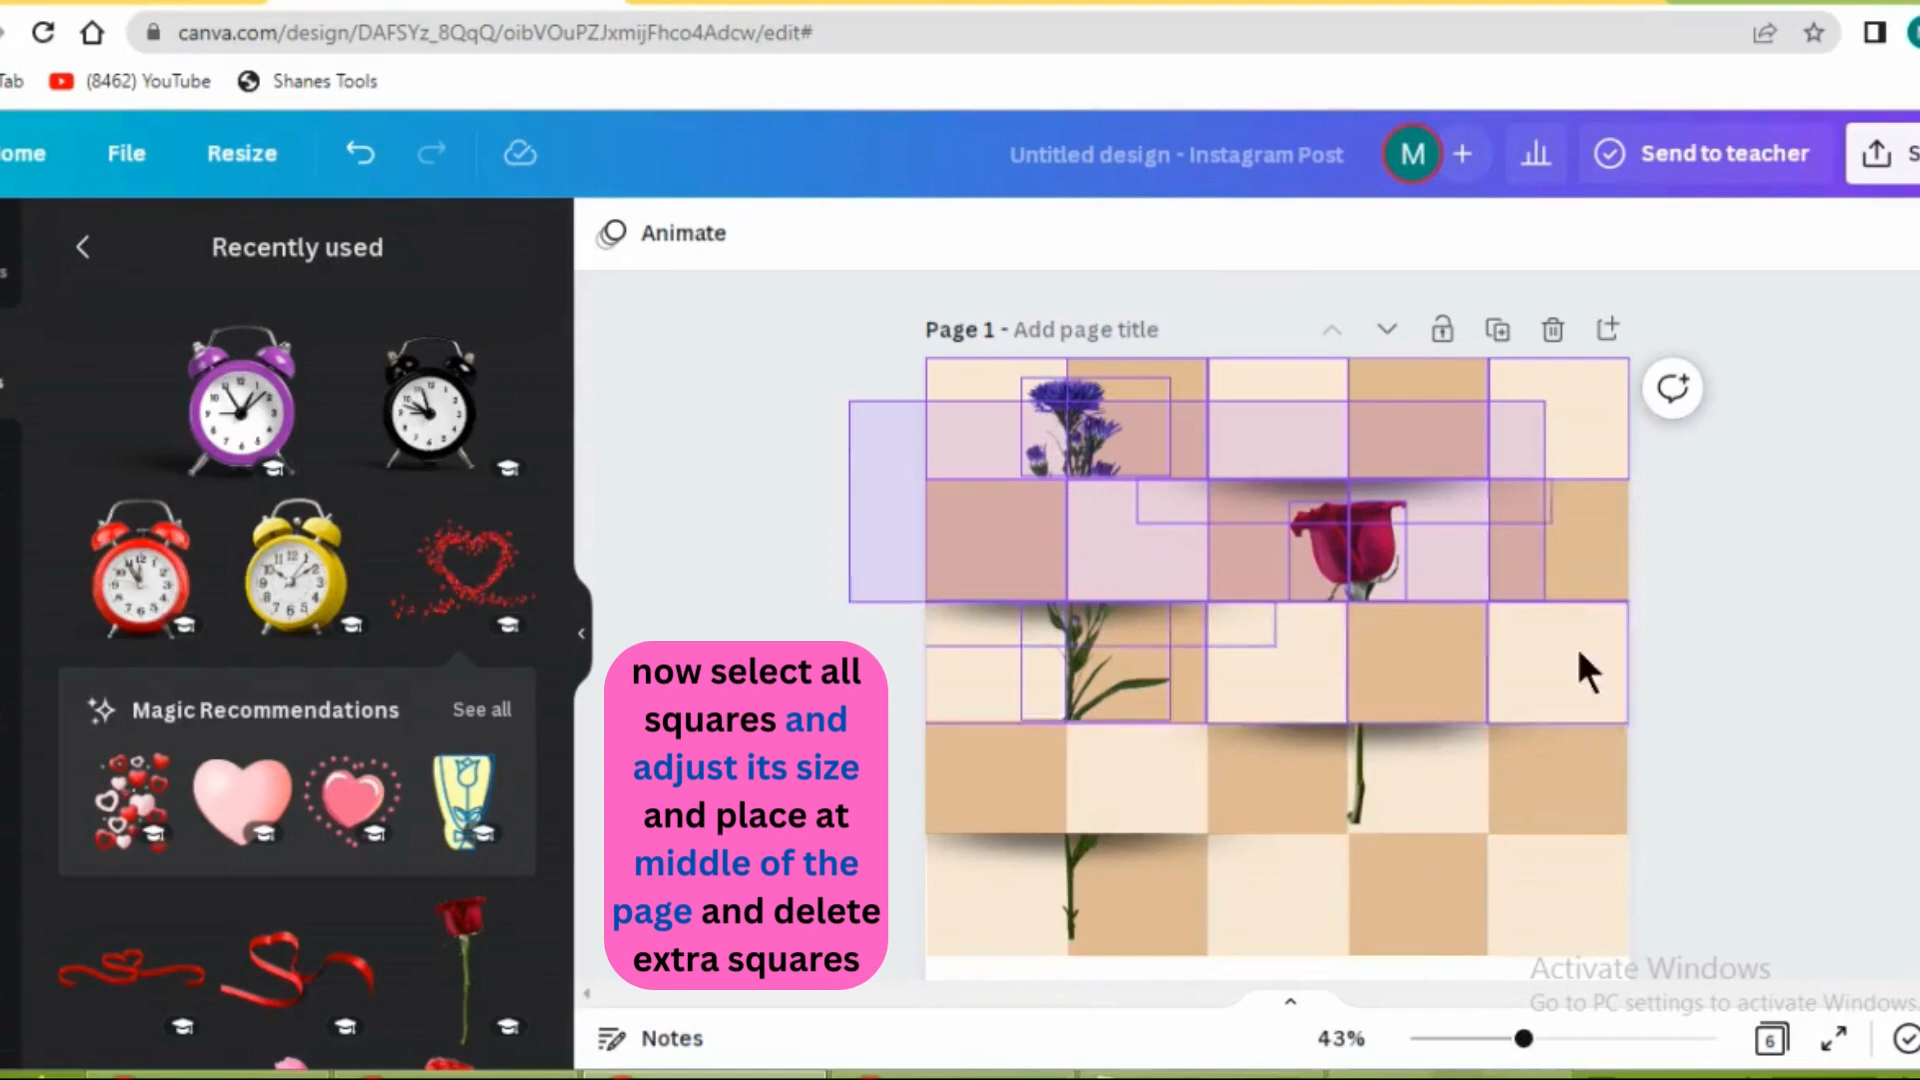 canva.com/design/DAFSYz_8QqQ/oibVOuPZJxmijFhco4Adcw/edit#
Tab (8462) YouTube Shanes Tools
ome File Resize Untitled design - Instagram Post M + Send to teacher S
Recently used
Animate
Page 1 - Add page title
now select all
squares and
adjust its size
and place at
middle of the
page and delete
extra squares
Magic Recommendations See all
Activate Windows
Go to PC settings to activate Windows.
Notes 43% 6